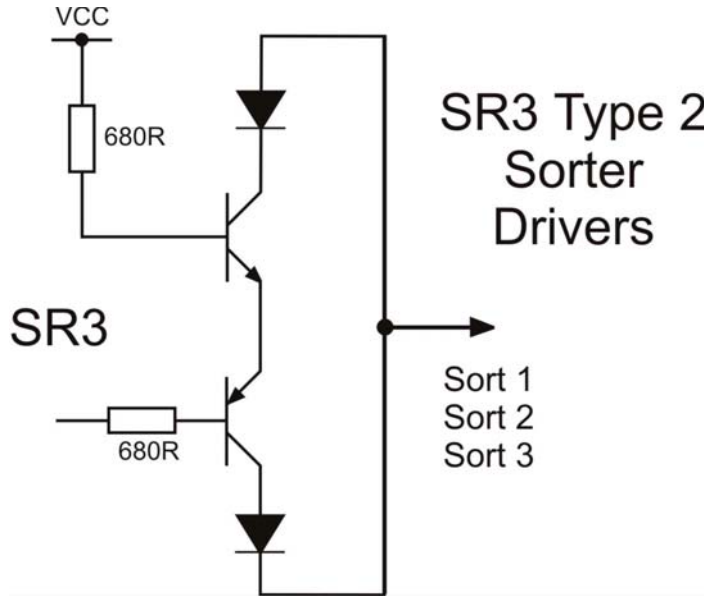 VCC
680R
SR3 Type 2
Sorter
Drivers
SR3
680R
Sort 1
Sort 2
Sort 3